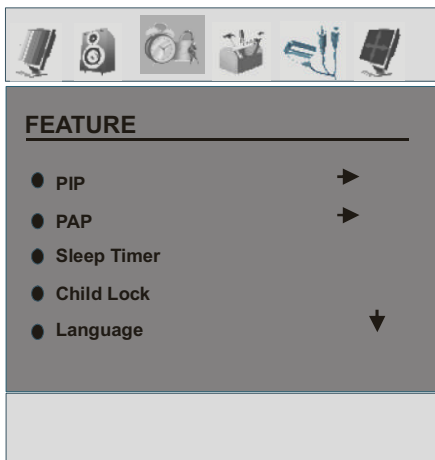 FEATURE
PIP
PAP
Sleep Timer
Child Lock
Language